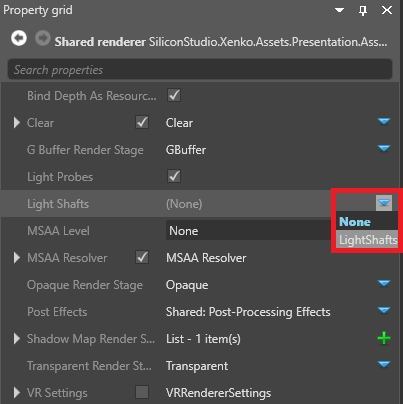 Property grid
Shared renderer SiliconStudio.Xenko.Assets.Presentation.Ass...
Search properties
Bind Depth As Resourc...
Clear Clear
G Buffer Render Stage GBuffer
Light Probes
Light Shafts (None)
None
LightShafts
MSAA Level None
MSAA Resolver MSAA Resolver
Opaque Render Stage Opaque
Post Effects Shared: Post-Processing Effects
Shadow Map Render S... List - 1 item(s)
Transparent Render St... Transparent
VR Settings VRRendererSettings